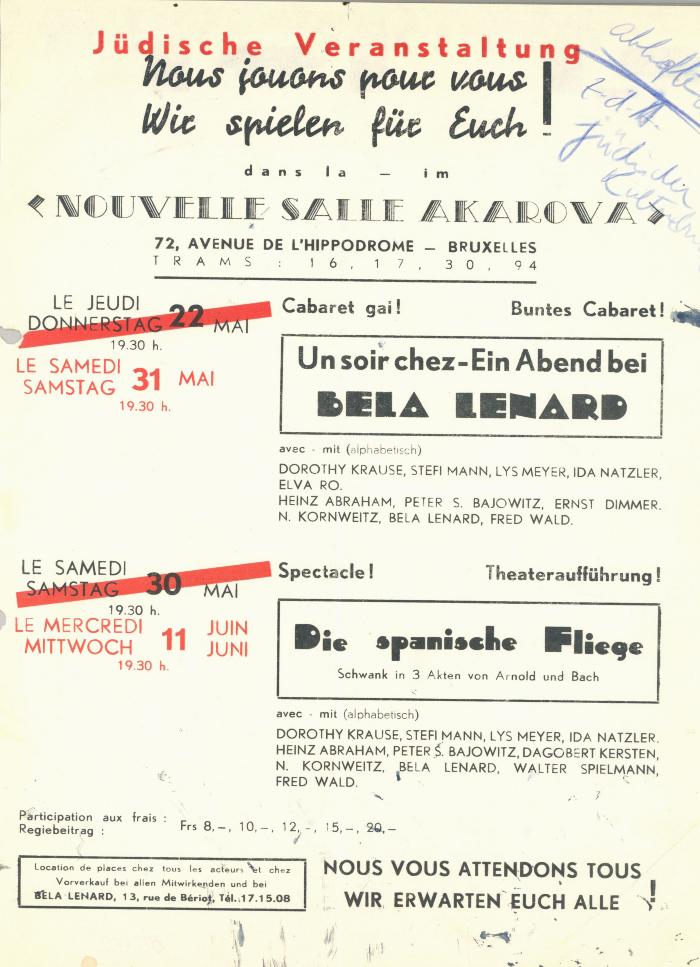 Jüdische Veranstaltung
Nous jouons pour vous
Wir spielen für Euch !
dans la – im
<NOUVELLE SALLE AKAROVA>
72, AVENUE DE L'HIPPODROME – BRUXELLES
TRAMS : 16, 17, 30, 94
LE JEUDI
DONNERSTAG 22 MAI
19.30 h.
LE SAMEDI
SAMSTAG 31 MAI
19.30 h.
Cabaret gai! Buntes Cabaret!
Un soir chez-Ein Abend bei
BELA LENARD
avec - mit (alphabetisch)
DOROTHY KRAUSE, STEFI MANN, LYS MEYER, IDA NATZLER,
ELVA RO.
HEINZ ABRAHAM, PETER S. BAJOWITZ, ERNST DIMMER.
N. KORNWEITZ, BELA LENARD, FRED WALD.
LE SAMEDI
SAMSTAG 30 MAI
19.30 h.
LE MERCREDI 11 JUIN
MITTWOCH JUNI
19.30 h.
Spectacle! Theateraufführung!
Die spanische Fliege
Schwank in 3 Akten von Arnold und Bach
avec - mit (alphabetisch)
DOROTHY KRAUSE, STEFI MANN, LYS MEYER, IDA NATZLER.
HEINZ ABRAHAM, PETER S. BAJOWITZ, DAGOBERT KERSTEN,
N. KORNWEITZ, BELA LENARD, WALTER SPIELMANN,
FRED WALD.
Participation aux frais :
Regiebeitrag :
Frs 8,–, 10,–, 12,–, 15,–, 20,–
Location de places chez tous les acteurs et chez
Vorverkauf bei allen Mitwirkenden und bei
BELA LENARD, 13, rue de Bériot, Tél. 17.15.08
NOUS VOUS ATTENDONS TOUS
WIR ERWARTEN EUCH ALLE !